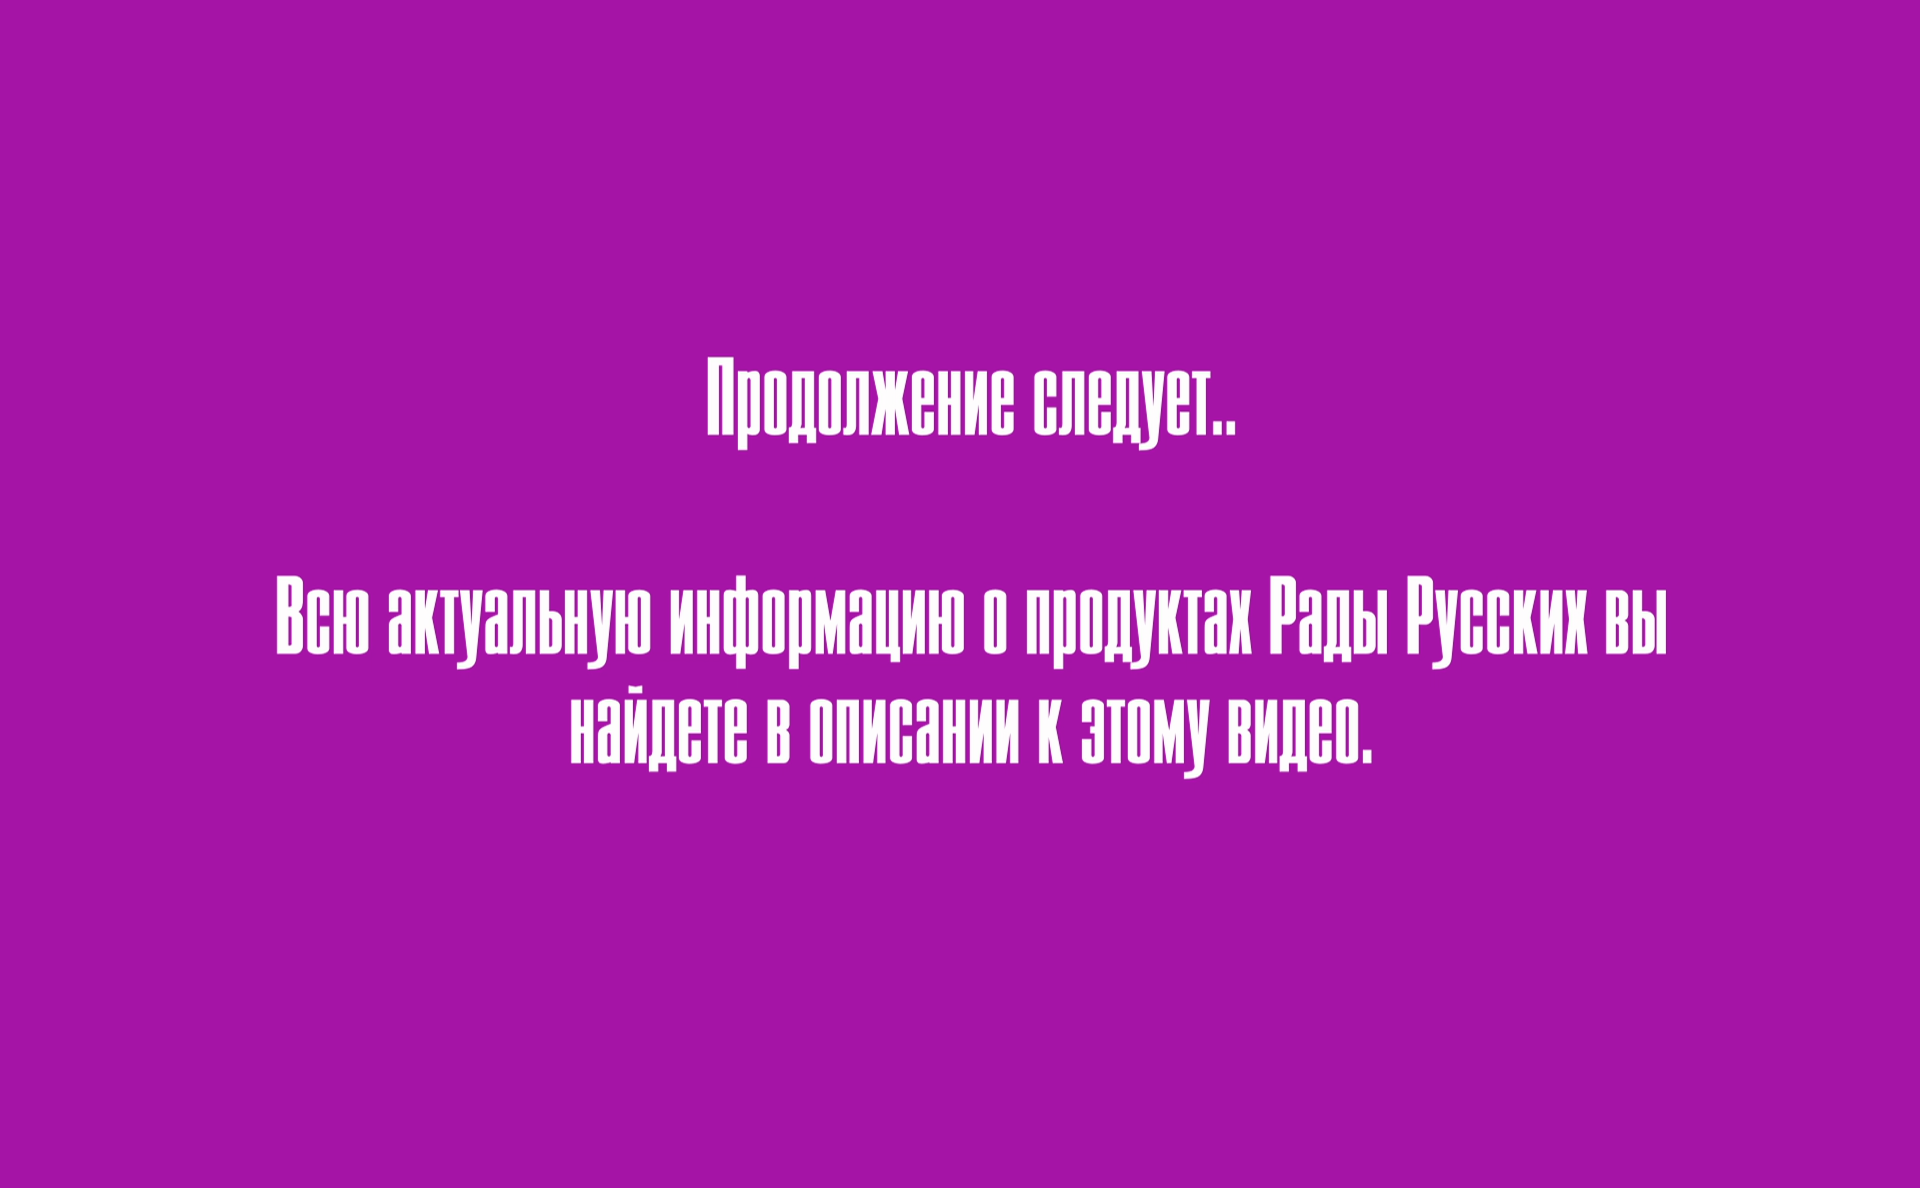 Продолжение следует..
Всю актуальную информацию о продуктах Рады Русских вы
найдете в описании к этому видео.